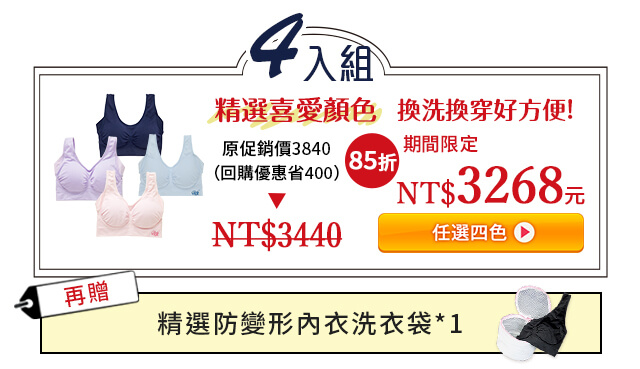 4入組
精選喜愛顏色 換洗換穿好方便!
原促銷價3840
(回購優惠省400)
85折
期間限定
NT$3268元
NT$3440
任選四色
再贈
精選防變形內衣洗衣袋*1